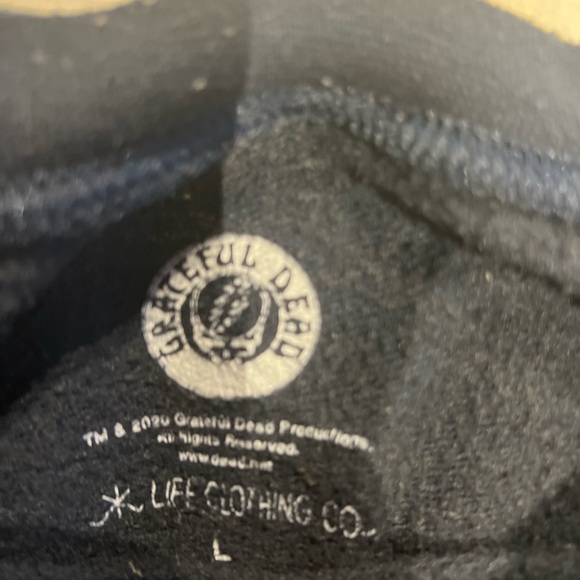 GRATEFUL DEAD
TM & 2020 Grateful Dead Productions.
All Rights Reserved.
www.dead.net
LIFE CLOTHING CO.
L